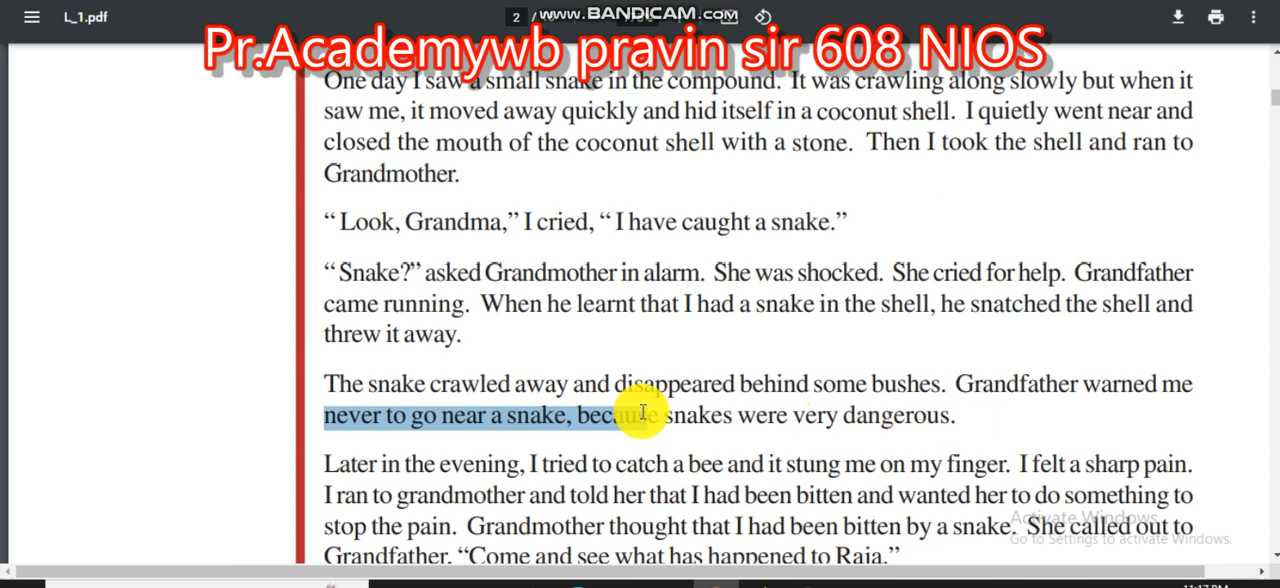 L_1.pdf
2 /
www.BANDICAM.com
Pr.Academywb pravin sir 608 NIOS
One day I saw a small snake in the compound. It was crawling along slowly but when it
saw me, it moved away quickly and hid itself in a coconut shell. I quietly went near and
closed the mouth of the coconut shell with a stone. Then I took the shell and ran to
Grandmother.
“ Look, Grandma,” I cried, “ I have caught a snake.”
“ Snake?” asked Grandmother in alarm. She was shocked. She cried for help. Grandfather
came running. When he learnt that I had a snake in the shell, he snatched the shell and
threw it away.
The snake crawled away and disappeared behind some bushes. Grandfather warned me
never to go near a snake, because snakes were very dangerous.
Later in the evening, I tried to catch a bee and it stung me on my finger. I felt a sharp pain.
I ran to grandmother and told her that I had been bitten and wanted her to do something to
stop the pain. Grandmother thought that I had been bitten by a snake. She called out to
Grandfather, “Come and see what has happened to Raja.”
Activate Windows
Go to Settings to activate Windows.
11:17 PM